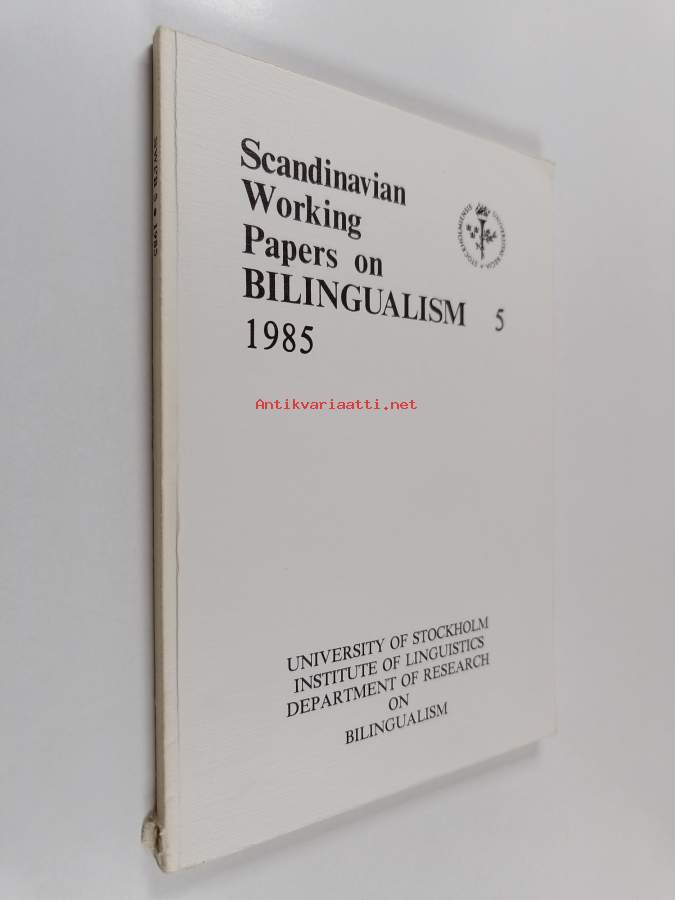 Scandinavian
Working
Papers on
BILINGUALISM 5
1985
Antikvariaatti.net
UNIVERSITY OF STOCKHOLM
INSTITUTE OF LINGUISTICS
DEPARTMENT OF RESEARCH
ON
BILINGUALISM